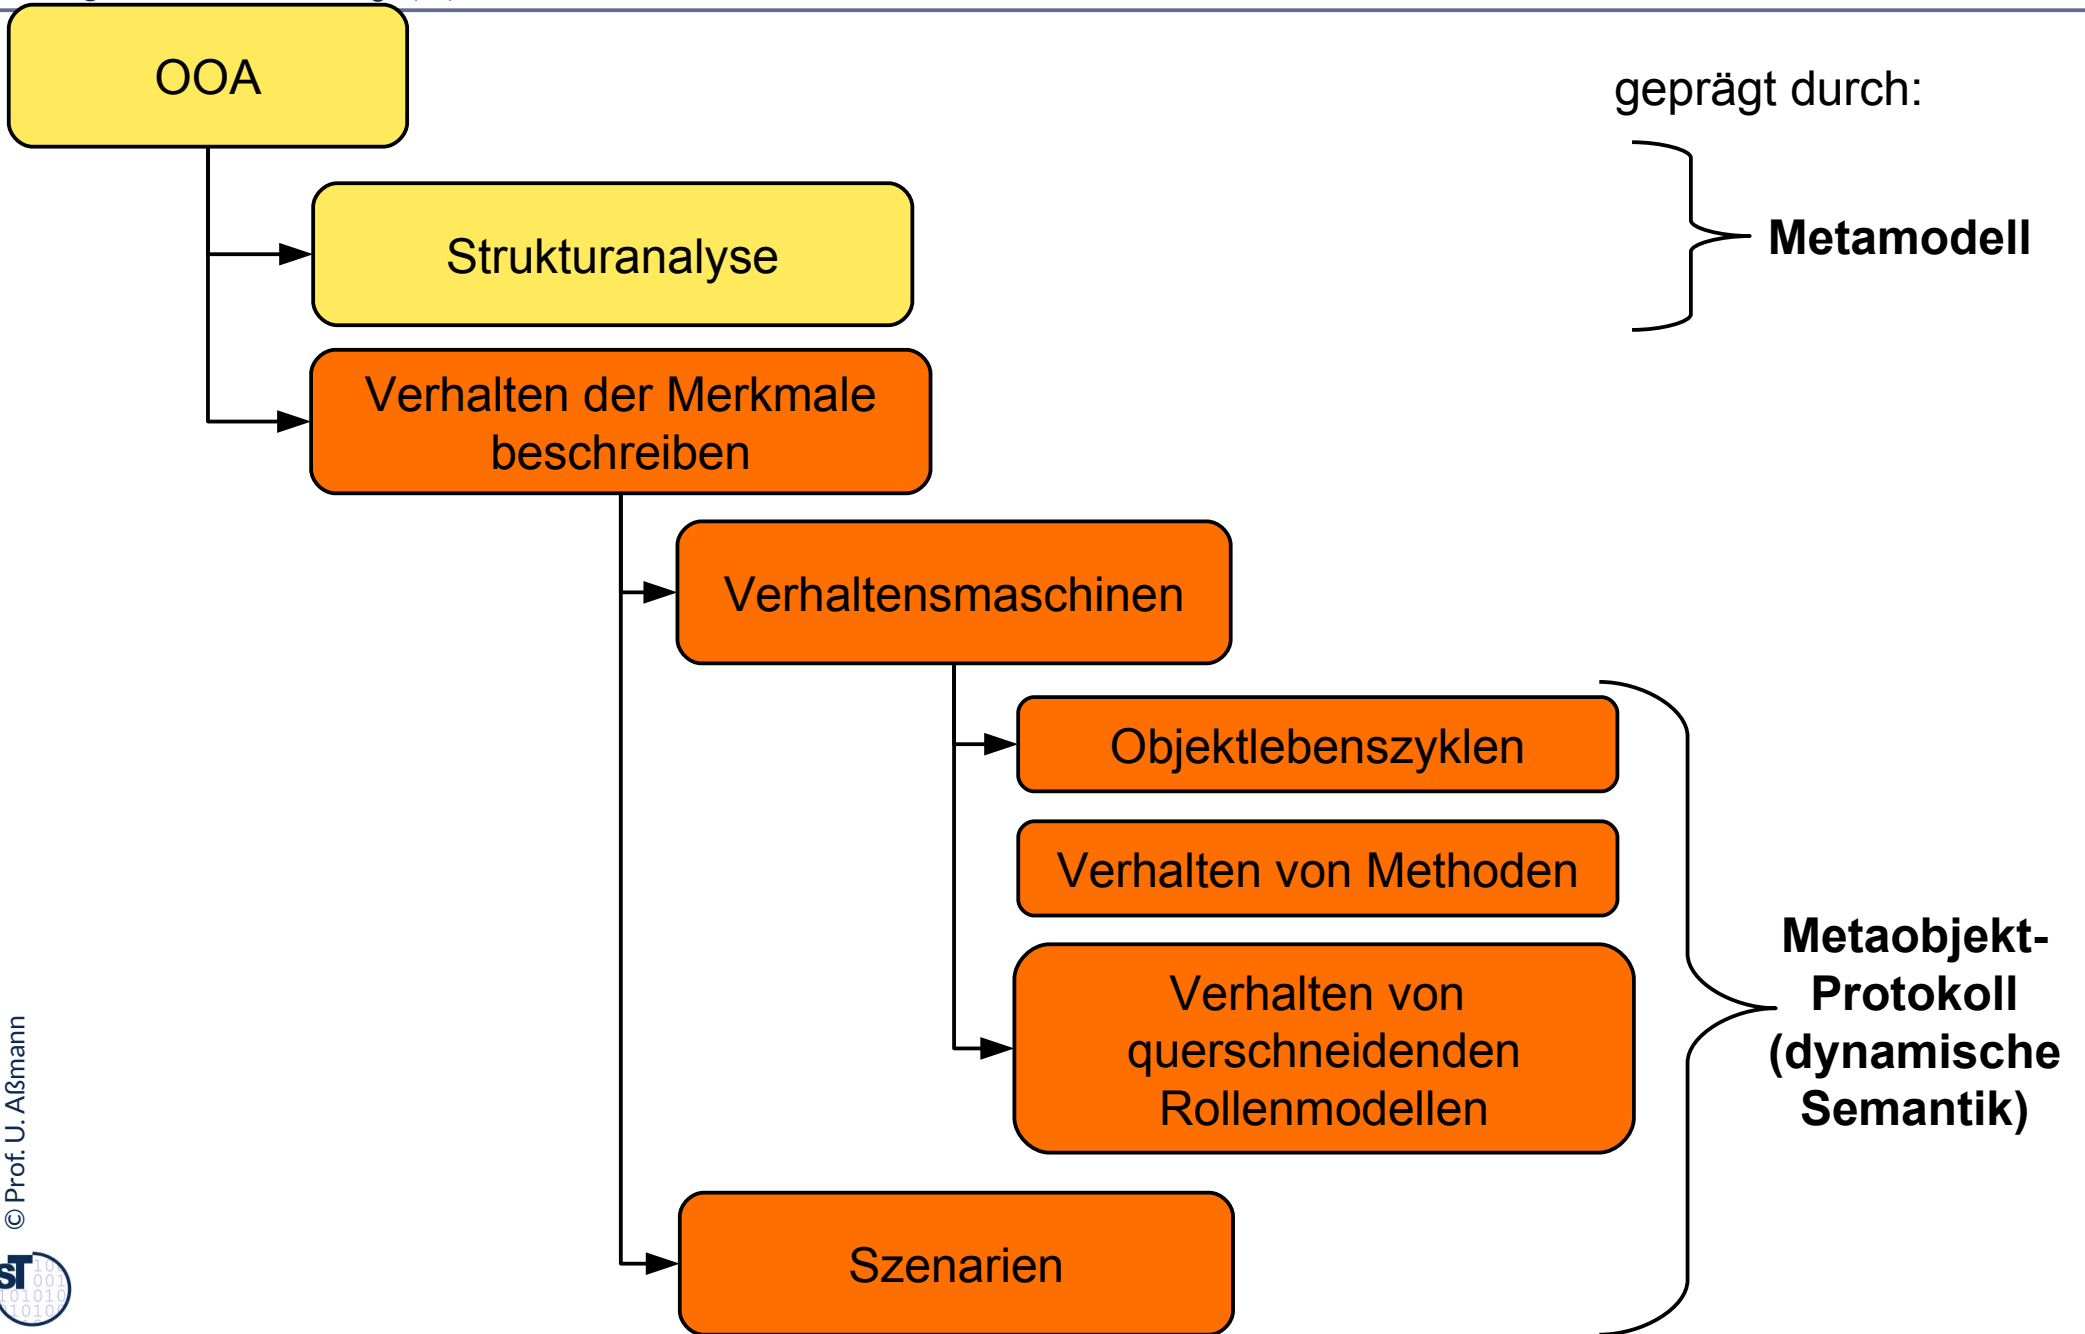 OOA
geprägt durch:
Strukturanalyse
Metamodell
Verhalten der Merkmale
beschreiben
Verhaltensmaschinen
Objektlebenszyklen
Verhalten von Methoden
Verhalten von
querschneidenden
Rollenmodellen
Metaobjekt-
Protokoll
(dynamische
Semantik)
Szenarien
© Prof. U. Aßmann
sT